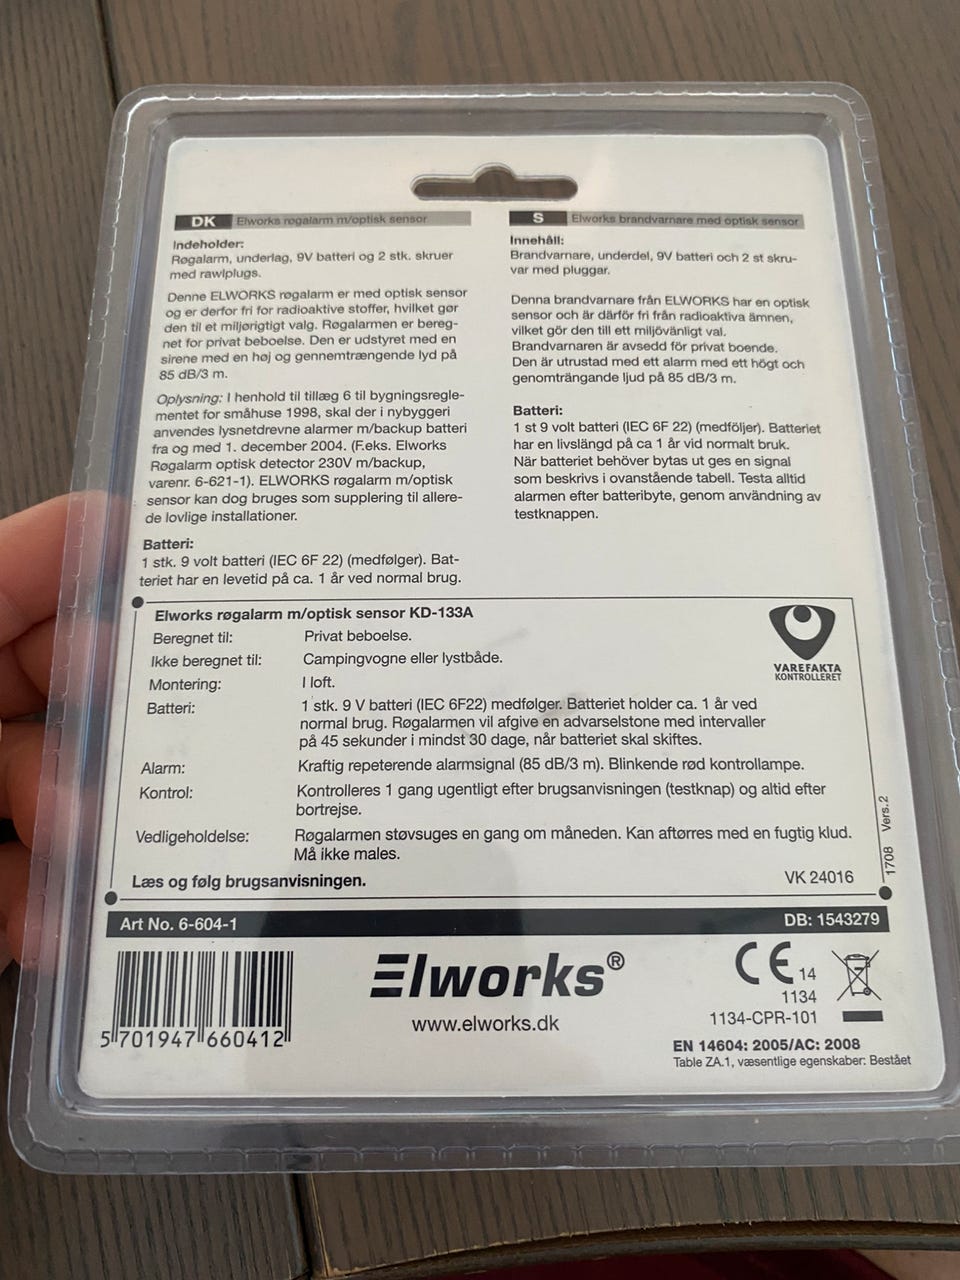 DK Elworks røgalarm m/optisk sensor
Indeholder:
Røgalarm, underlag, 9V batteri og 2 stk. skruer
med rawlplugs.
Denne ELWORKS røgalarm er med optisk sensor
og er derfor fri for radioaktive stoffer, hvilket gør
den til et miljørigtigt valg. Røgalarmen er bereg-
net for privat beboelse. Den er udstyret med en
sirene med en høj og gennemtrængende lyd på
85 dB/3 m.
Oplysning: I henhold til tillæg 6 til bygningsregle-
mentet for småhuse 1998, skal der i nybyggeri
anvendes lysnetdrevne alarmer m/backup batteri
fra og med 1. december 2004. (F.eks. Elworks
Røgalarm optisk detector 230V m/backup,
varenr. 6-621-1). ELWORKS røgalarm m/optisk
sensor kan dog bruges som supplering til allere-
de lovlige installationer.
Batteri:
1 stk. 9 volt batteri (IEC 6F 22) (medfølger). Bat-
teriet har en levetid på ca. 1 år ved normal brug.
S Elworks brandvarnare med optisk sensor
Innehåll:
Brandvarnare, underdel, 9V batteri och 2 st skru-
var med pluggar.
Denna brandvarnare från ELWORKS har en optisk
sensor och är därför fri från radioaktiva ämnen,
vilket gör den till ett miljövänligt val.
Brandvarnaren är avsedd för privat boende.
Den är utrustad med ett alarm med ett högt och
genomträngande ljud på 85 dB/3 m.
Batteri:
1 st 9 volt batteri (IEC 6F 22) (medföljer). Batteriet
har en livslängd på ca 1 år vid normalt bruk.
När batteriet behöver bytas ut ges en signal
som beskrivs i ovanstående tabell. Testa alltid
alarmen efter batteribyte, genom användning av
testknappen.
Elworks røgalarm m/optisk sensor KD-133A
Beregnet til: Privat beboelse.
Ikke beregnet til: Campingvogne eller lystbåde.
Montering: I loft.
Batteri: 1 stk. 9 V batteri (IEC 6F22) medfølger. Batteriet holder ca. 1 år ved
normal brug. Røgalarmen vil afgive en advarselstone med intervaller
på 45 sekunder i mindst 30 dage, når batteriet skal skiftes.
Alarm: Kraftig repeterende alarmsignal (85 dB/3 m). Blinkende rød kontrollampe.
Kontrol: Kontrolleres 1 gang ugentligt efter brugsanvisningen (testknap) og altid efter
bortrejse.
Vedligeholdelse: Røgalarmen støvsuges en gang om måneden. Kan aftørres med en fugtig klud.
Må ikke males.
Læs og følg brugsanvisningen.
VAREFAKTA
KONTROLLERET
VK 24016
1708 Vers.2
Art No. 6-604-1 DB: 1543279
5 701947 660412
Elworks®
www.elworks.dk
CE 14
1134
1134-CPR-101
EN 14604: 2005/AC: 2008
Table ZA.1, væsentlige egenskaber: Bestået